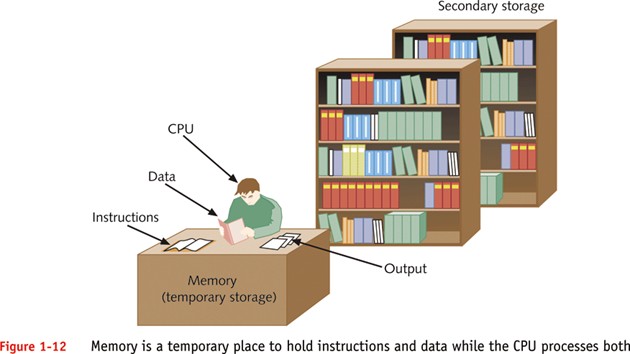 Secondary storage
CPU
Data
Instructions
Output
Memory
(temporary storage)
Figure 1-12 Memory is a temporary place to hold instructions and data while the CPU processes both